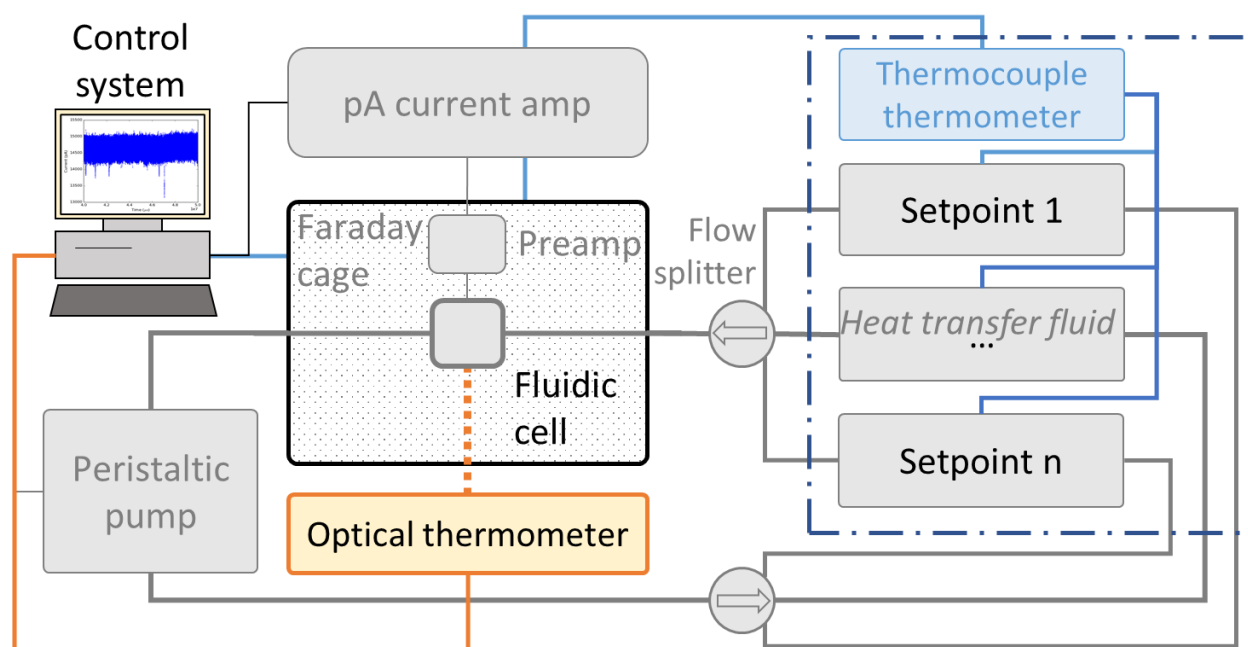 Control
system
pA current amp
Thermocouple
thermometer
Setpoint 1
Faraday
cage
Preamp
Flow
splitter
Heat transfer fluid
...
Fluidic
cell
Setpoint n
Peristaltic
pump
Optical thermometer